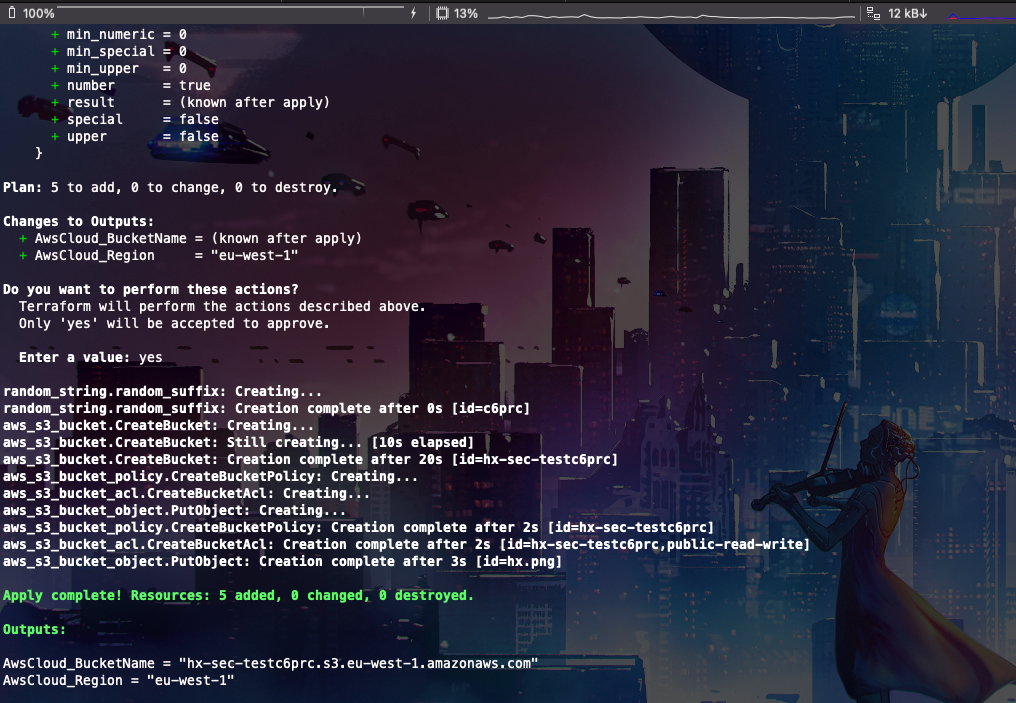 100% 13% 12 kB↓
+ min_numeric = 0
+ min_special = 0
+ min_upper   = 0
+ number      = true
+ result      = (known after apply)
+ special     = false
+ upper       = false
}
Plan: 5 to add, 0 to change, 0 to destroy.
Changes to Outputs:
+ AwsCloud_BucketName = (known after apply)
+ AwsCloud_Region     = "eu-west-1"
Do you want to perform these actions?
Terraform will perform the actions described above.
Only 'yes' will be accepted to approve.
Enter a value: yes
random_string.random_suffix: Creating...
random_string.random_suffix: Creation complete after 0s [id=c6prc]
aws_s3_bucket.CreateBucket: Creating...
aws_s3_bucket.CreateBucket: Still creating... [10s elapsed]
aws_s3_bucket.CreateBucket: Creation complete after 20s [id=hx-sec-testc6prc]
aws_s3_bucket_policy.CreateBucketPolicy: Creating...
aws_s3_bucket_acl.CreateBucketAcl: Creating...
aws_s3_bucket_object.PutObject: Creating...
aws_s3_bucket_policy.CreateBucketPolicy: Creation complete after 2s [id=hx-sec-testc6prc]
aws_s3_bucket_acl.CreateBucketAcl: Creation complete after 2s [id=hx-sec-testc6prc,public-read-write]
aws_s3_bucket_object.PutObject: Creation complete after 3s [id=hx.png]
Apply complete! Resources: 5 added, 0 changed, 0 destroyed.
Outputs:
AwsCloud_BucketName = "hx-sec-testc6prc.s3.eu-west-1.amazonaws.com"
AwsCloud_Region = "eu-west-1"